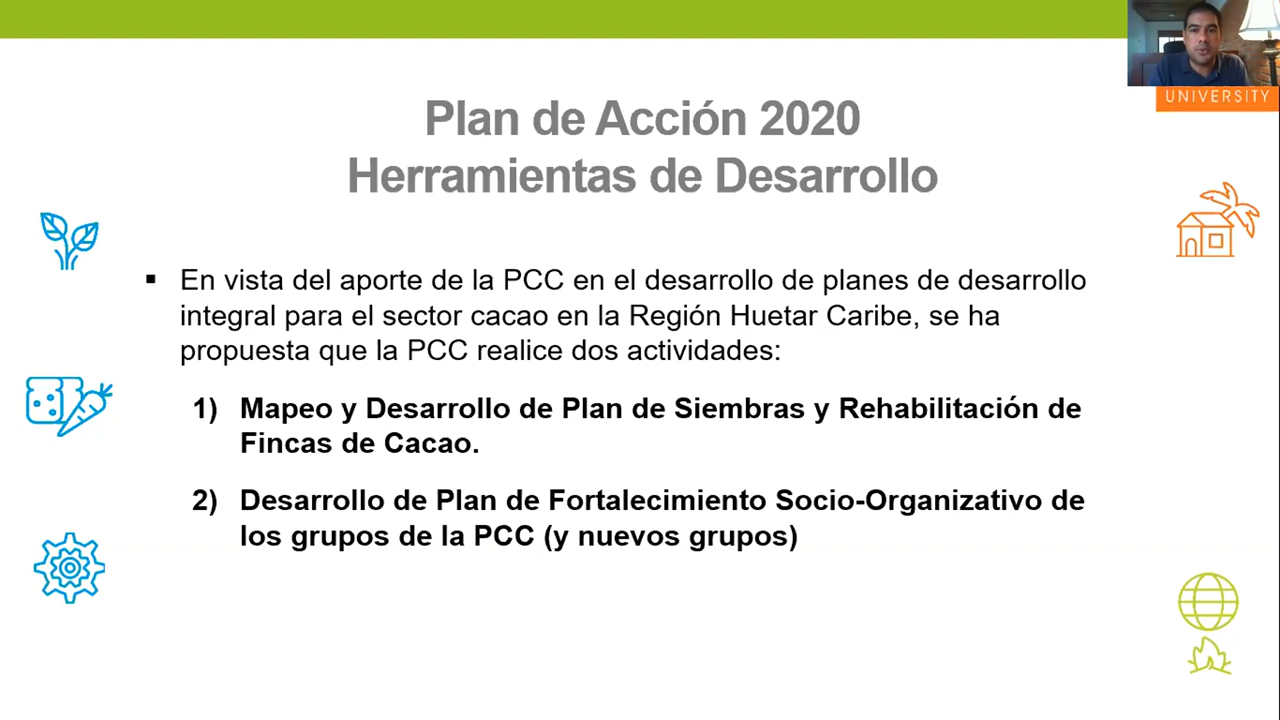 UNIVERSITY
Plan de Acción 2020
Herramientas de Desarrollo
▪ En vista del aporte de la PCC en el desarrollo de planes de desarrollo
integral para el sector cacao en la Región Huetar Caribe, se ha
propuesta que la PCC realice dos actividades:
1) Mapeo y Desarrollo de Plan de Siembras y Rehabilitación de
Fincas de Cacao.
2) Desarrollo de Plan de Fortalecimiento Socio-Organizativo de
los grupos de la PCC (y nuevos grupos)